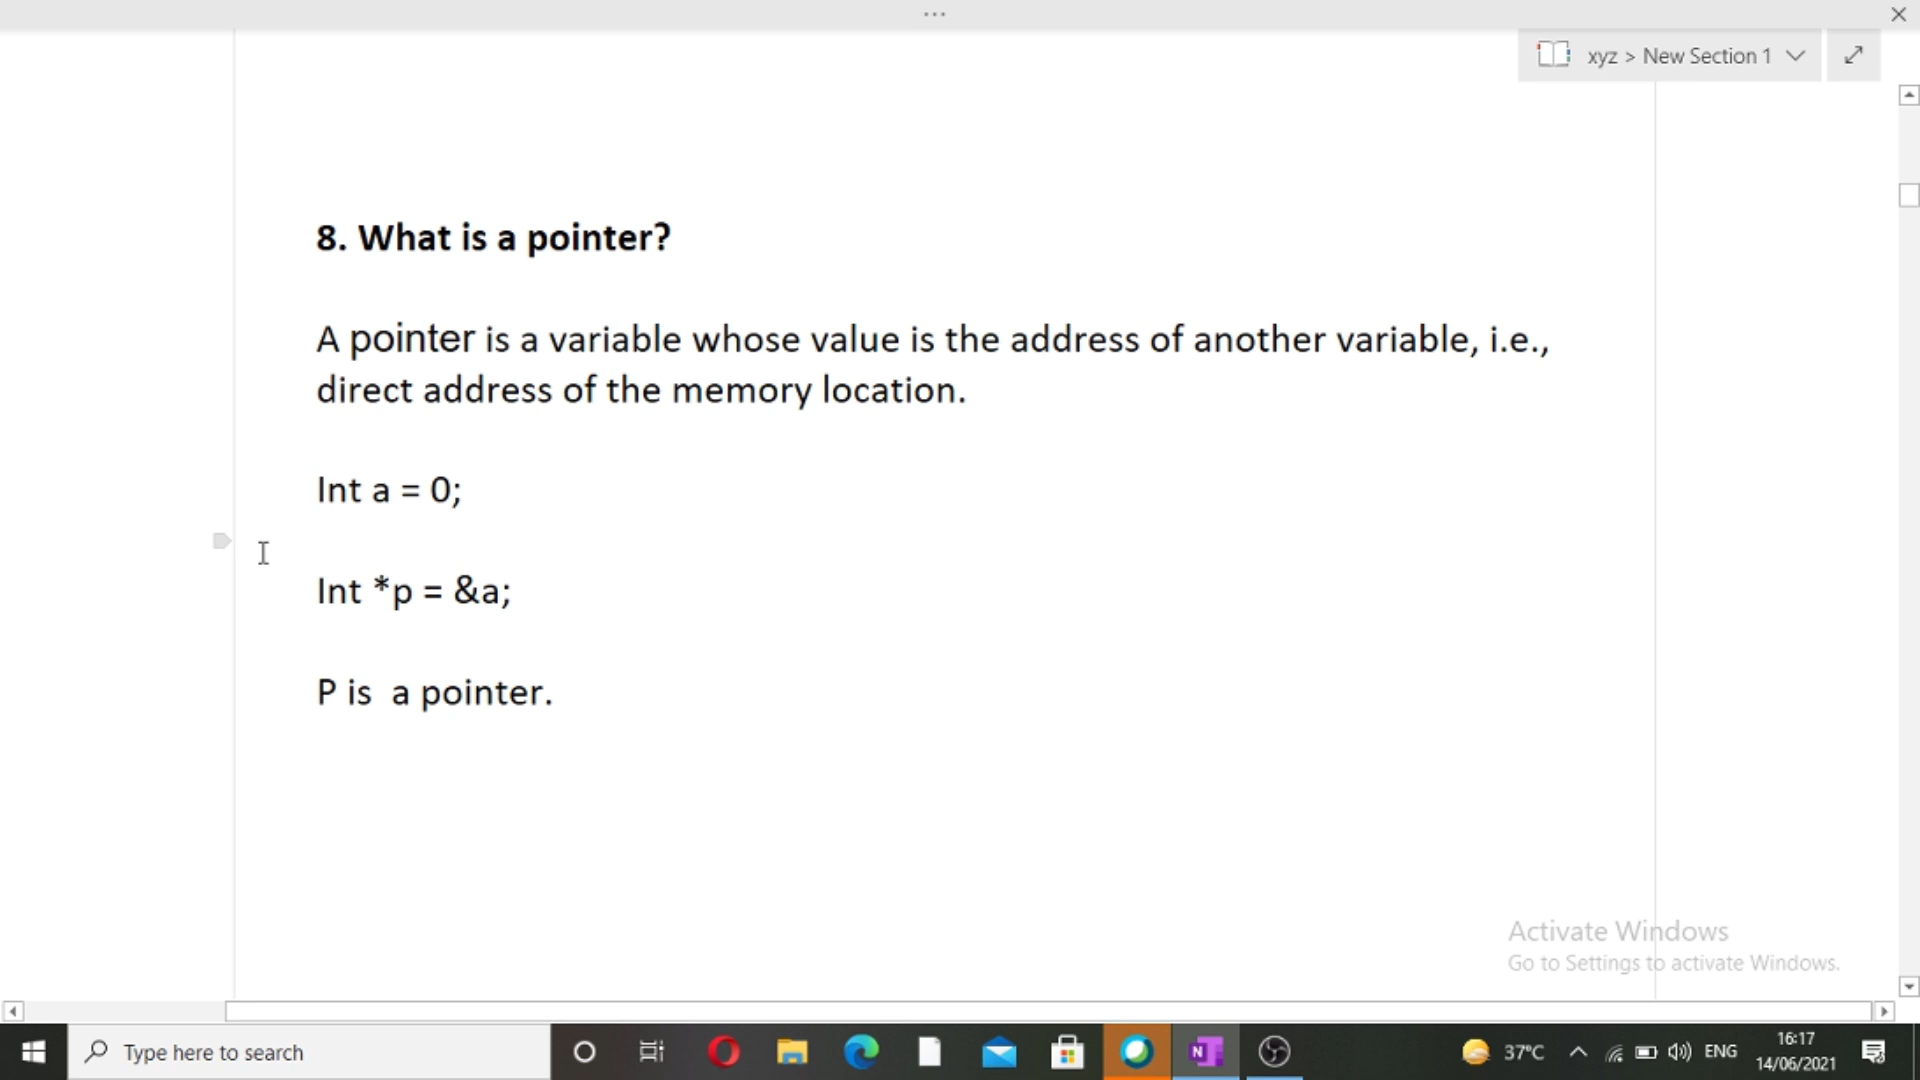 ...
xyz > New Section 1
8. What is a pointer?
A pointer is a variable whose value is the address of another variable, i.e.,
direct address of the memory location.
Int a = 0;
Int *p = &a;
P is  a pointer.
Activate Windows
Go to Settings to activate Windows.
Type here to search
N
37°C
ENG
16:17
14/06/2021